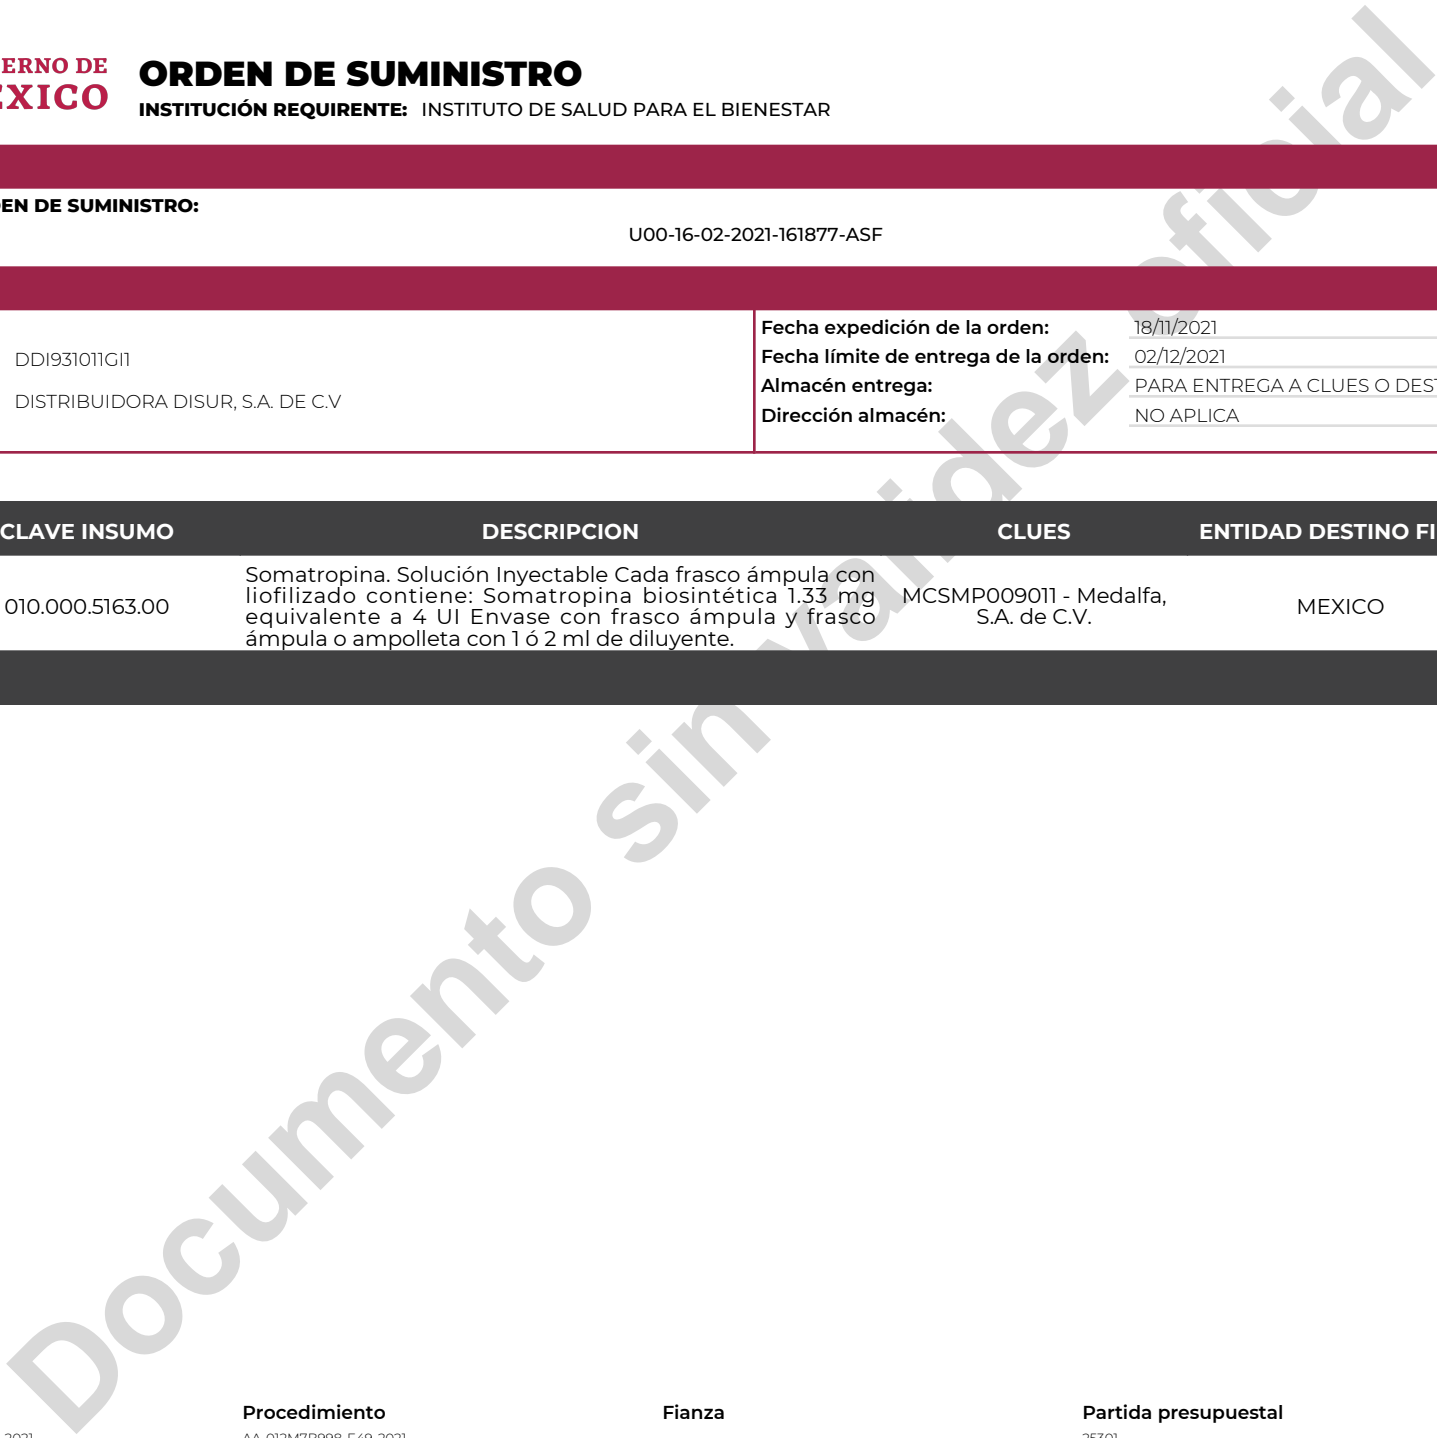 ERNO DE
EXICO
ORDEN DE SUMINISTRO
INSTITUCIÓN REQUIRENTE: INSTITUTO DE SALUD PARA EL BIENESTAR
EN DE SUMINISTRO:
U00-16-02-2021-161877-ASF
DDI931011GI1
DISTRIBUIDORA DISUR, S.A. DE C.V
Fecha expedición de la orden: 18/11/2021
Fecha límite de entrega de la orden: 02/12/2021
Almacén entrega: PARA ENTREGA A CLUES O DEST
Dirección almacén: NO APLICA
CLAVE INSUMO DESCRIPCION CLUES ENTIDAD DESTINO FI
010.000.5163.00
Somatropina. Solución Inyectable Cada frasco ámpula con
liofilizado contiene: Somatropina biosintética 1.33 mg
equivalente a 4 UI Envase con frasco ámpula y frasco
ámpula o ampolleta con 1 ó 2 ml de diluyente.
MCSMP009011 - Medalfa,
S.A. de C.V.
MEXICO
Documento sin validez oficial
Procedimiento Fianza Partida presupuestal